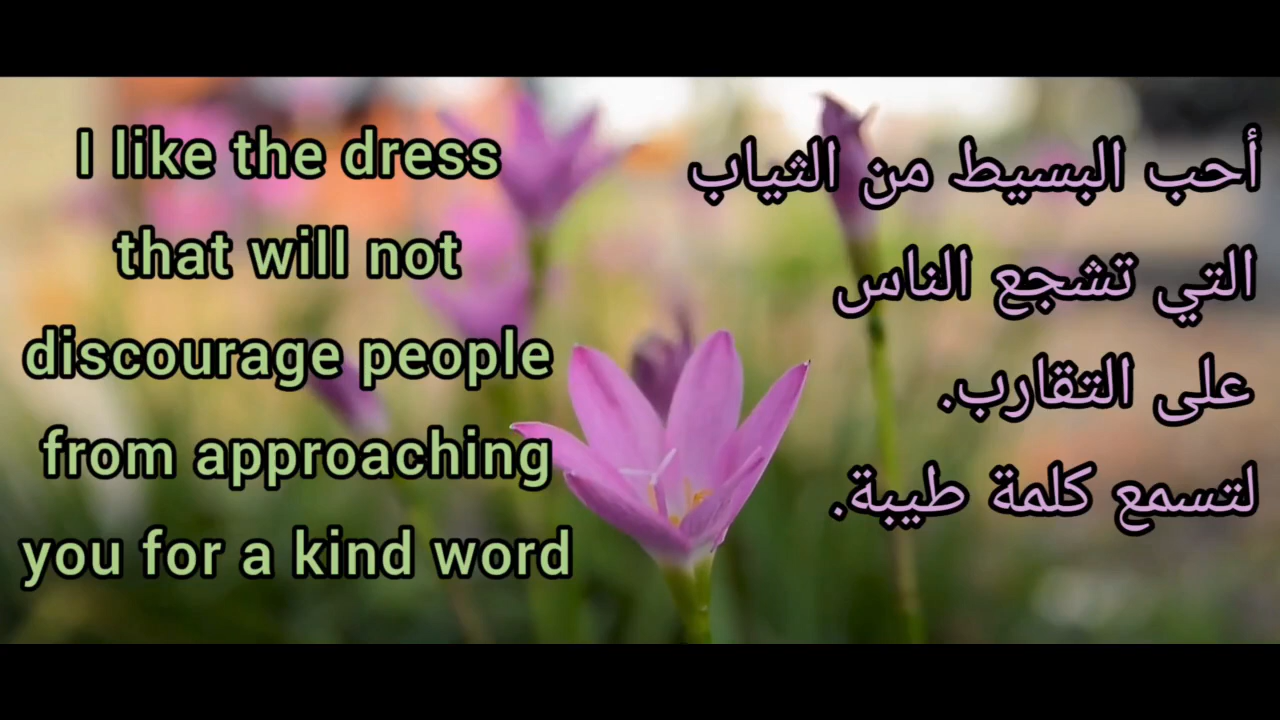 I like the dress
that will not
discourage people
from approaching
you for a kind word
أحب البسيط من الثياب
التي تشجع الناس
على التقارب.
لتسمع كلمة طيبة.